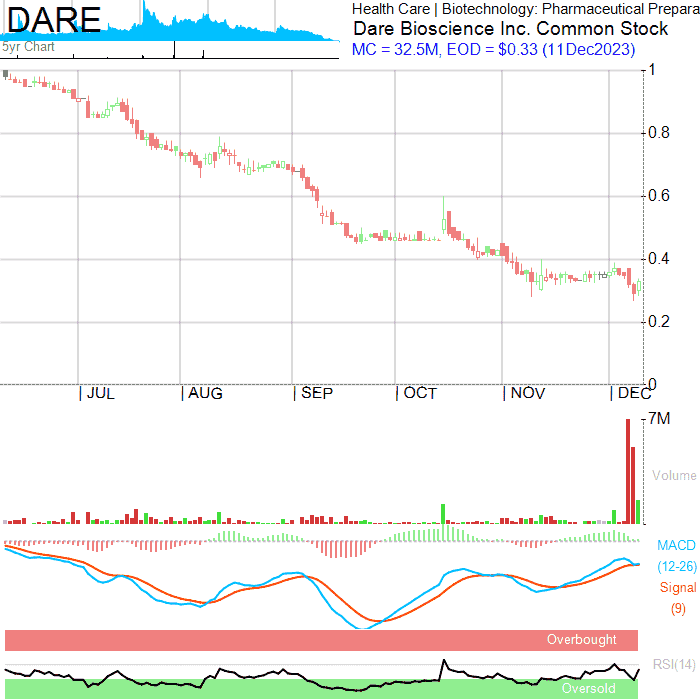 DARE
5yr Chart
Health Care | Biotechnology: Pharmaceutical Prepara
Dare Bioscience Inc. Common Stock
MC = 32.5M, EOD = $0.33 (11Dec2023)
1
0.8
0.6
0.4
0.2
0
| JUL | AUG | SEP | OCT | NOV | DEC
7M
Volume
MACD
(12-26)
Signal
(9)
Overbought
RSI(14)
Oversold